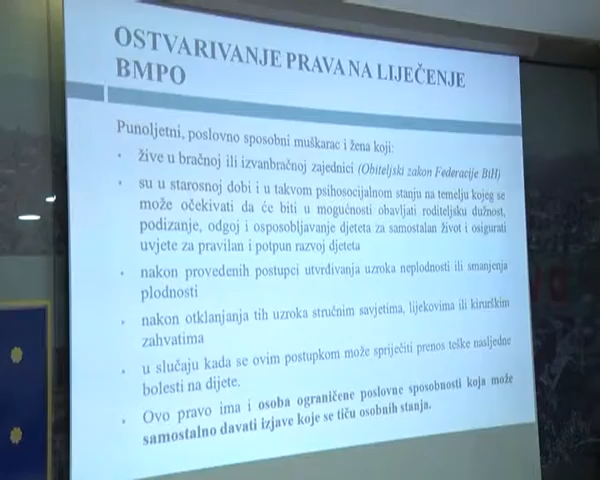 OSTVARIVANJE PRAVA NA LIJEČENJE
BMPO
Punoljetni, poslovno sposobni muškarac i žena koji:
• žive u bračnoj ili izvanbračnoj zajednici (Obiteljski zakon Federacije BiH)
• su u starosnoj dobi i u takvom psihosocijalnom stanju na temelju kojeg se
može očekivati da će biti u mogućnosti obavljati roditeljsku dužnost,
podizanje, odgoj i osposobljavanje djeteta za samostalan život i osigurati
uvjete za pravilan i potpun razvoj djeteta
• nakon provedenih postupci utvrđivanja uzroka neplodnosti ili smanjenja
plodnosti
• nakon otklanjanja tih uzroka stručnim savjetima, lijekovima ili kirurškim
zahvatima
• u slučaju kada se ovim postupkom može spriječiti prenos teške nasljedne
bolesti na dijete.
• Ovo pravo ima i osoba ograničene poslovne sposobnosti koja može
samostalno davati izjave koje se tiču osobnih stanja.